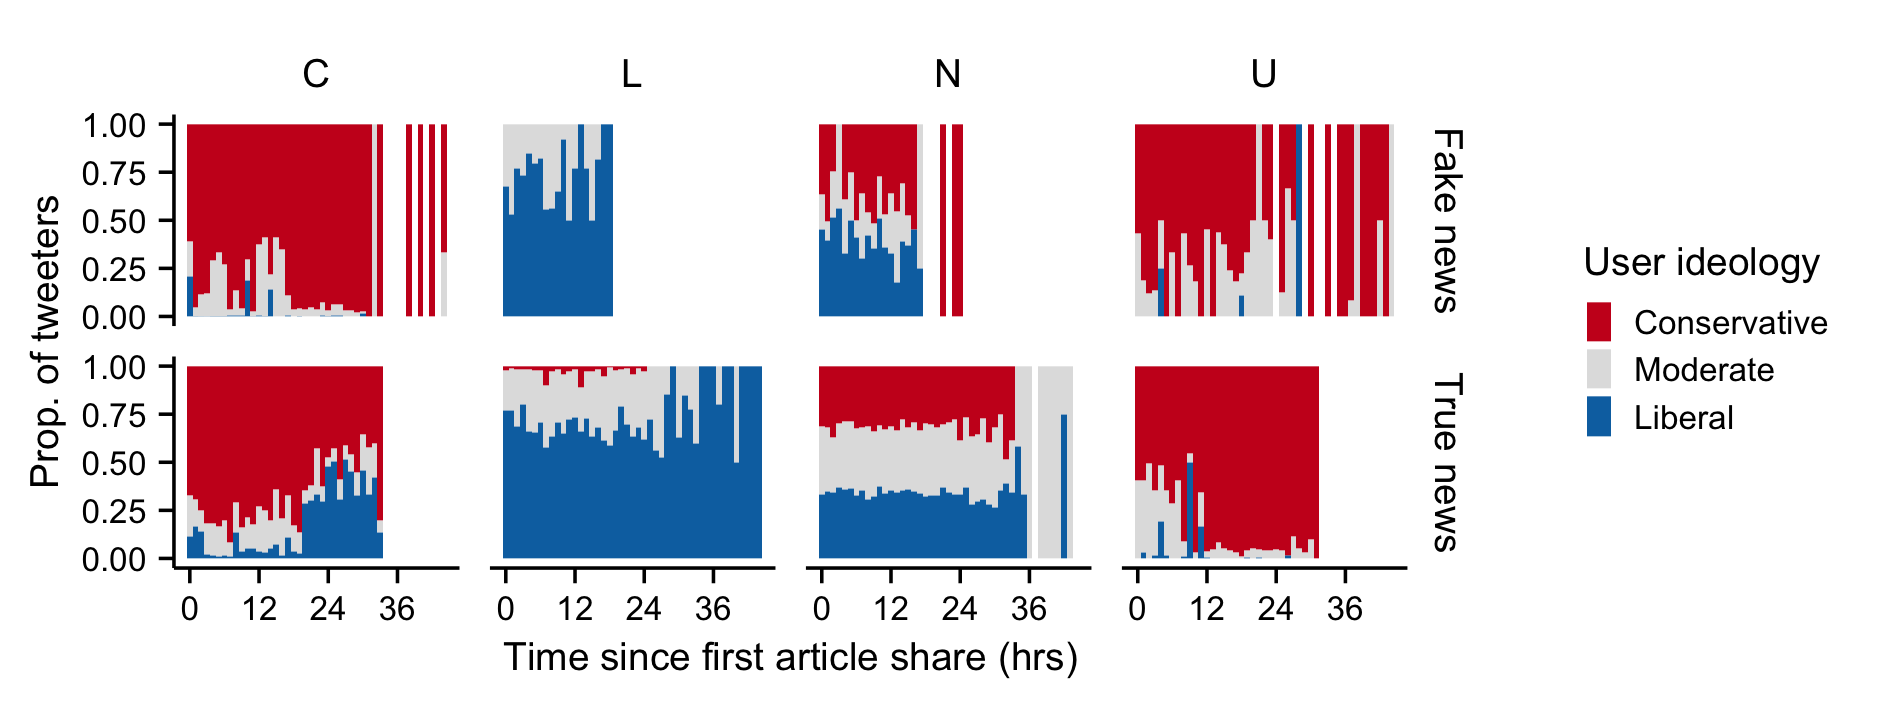 C L N U
1.00
0.75
0.50
0.25
0.00
Fake news
1.00
0.75
0.50
0.25
0.00
True news
Prop. of tweeters
0 12 24 36 0 12 24 36 0 12 24 36 0 12 24 36
Time since first article share (hrs)
User ideology
Conservative
Moderate
Liberal